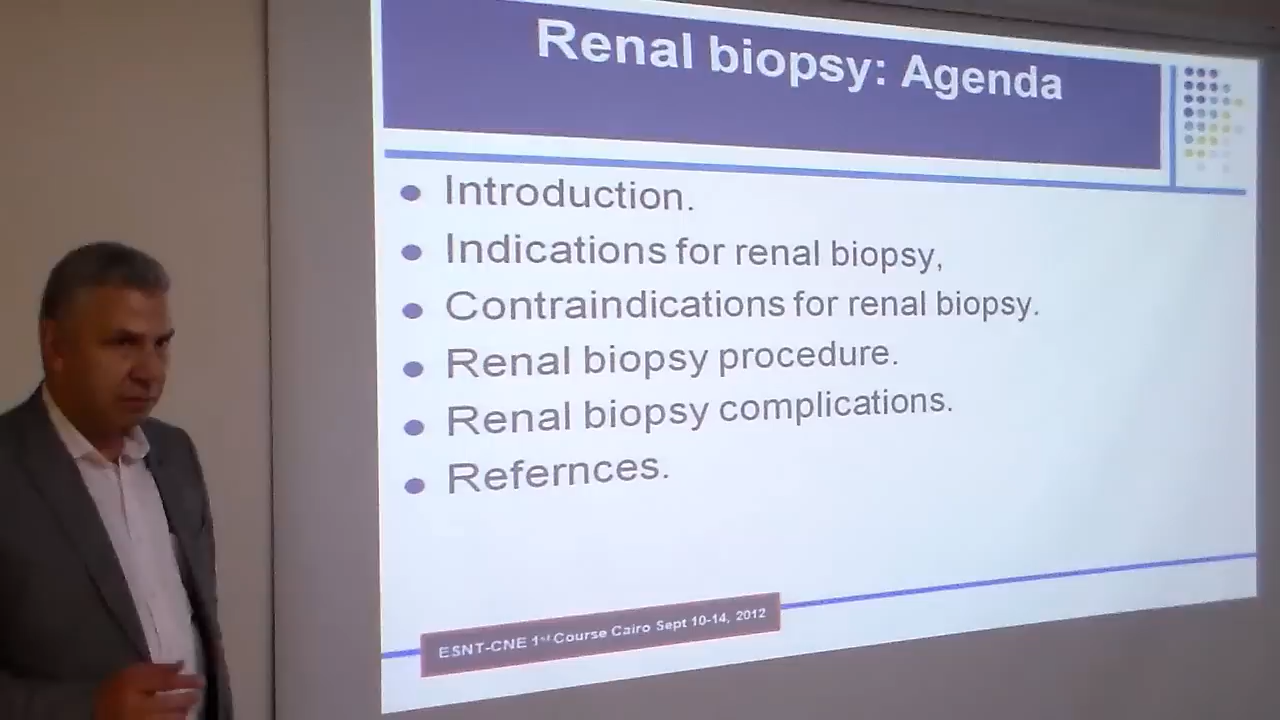 Renal biopsy: Agenda
Introduction.
Indications for renal biopsy,
Contraindications for renal biopsy.
Renal biopsy procedure.
Renal biopsy complications.
Refernces.
ESNT-CNE 1st Course Cairo Sept 10-14, 2012